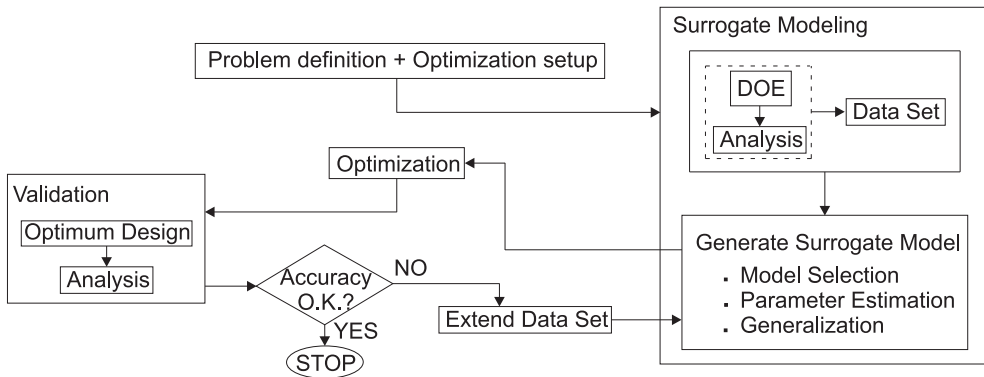 Surrogate Modeling
Problem definition + Optimization setup
DOE
Analysis
Data Set
Optimization
Validation
Optimum Design
Analysis
Generate Surrogate Model
. Model Selection
. Parameter Estimation
. Generalization
Accuracy
O.K.?
NO
YES
Extend Data Set
STOP